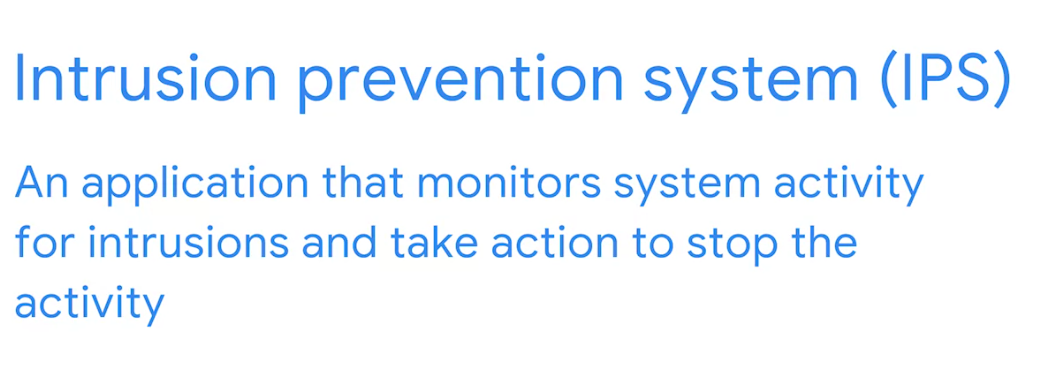 Intrusion prevention system (IPS)
An application that monitors system activity
for intrusions and take action to stop the
activity